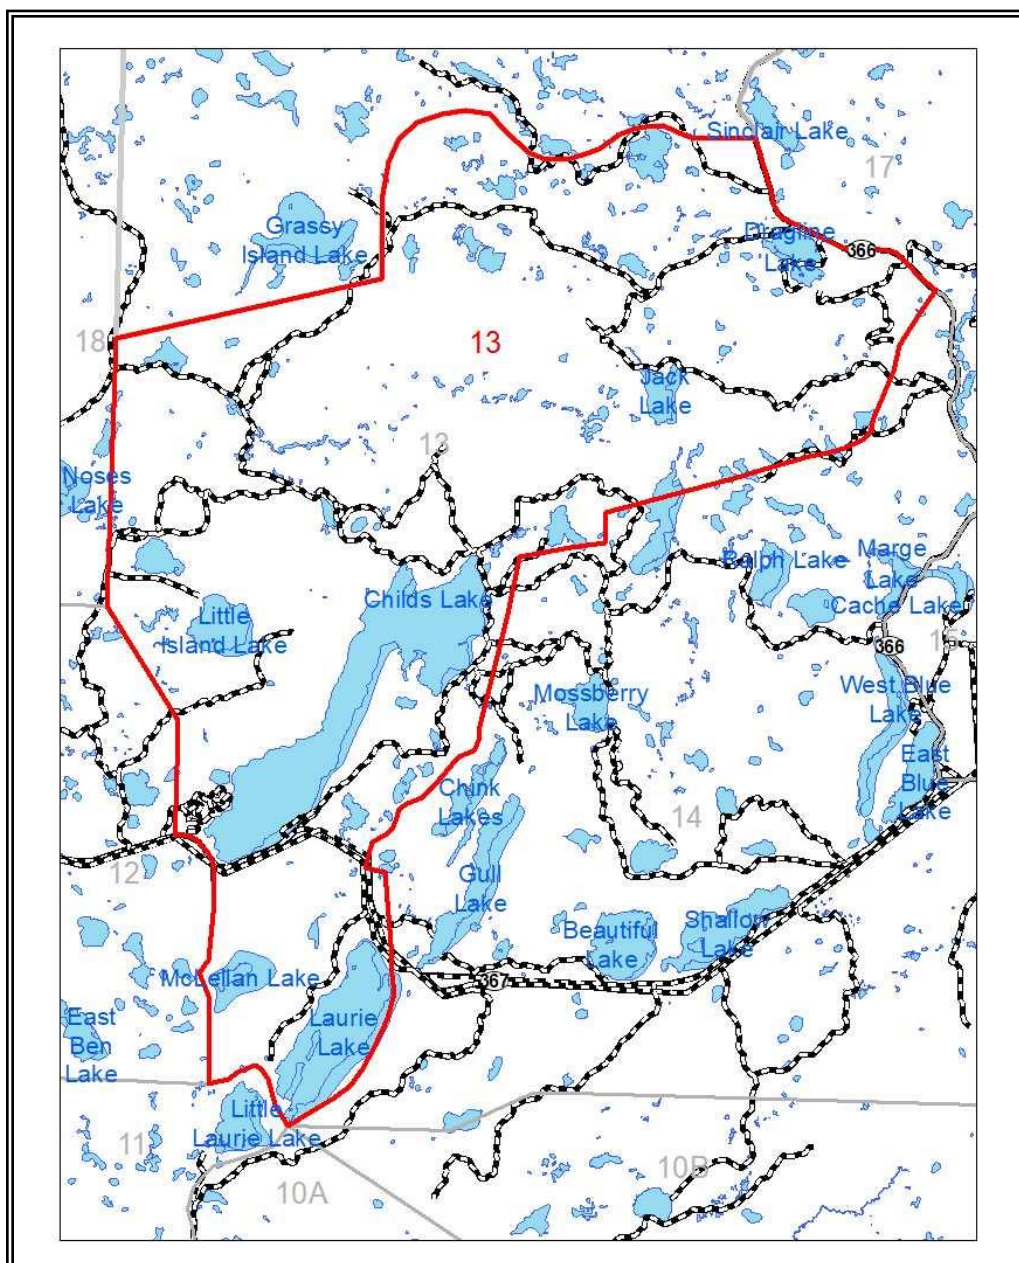 Sinclair Lake
17
Grassy
Island Lake
Dragline
Lake
366
18
13
Jack
Lake
13
Noses
Lake
Ralph Lake
Marge
Lake
Cache Lake
Childs Lake
Little
Island Lake
366
15
Mossberry
Lake
West Blue
Lake
East
Blue
Lake
Chink
Lakes
14
12
Gull
Lake
Beautiful
Lake
Shallow
Lake
McLellan Lake
367
East
Ben
Lake
Laurie
Lake
Little
Laurie Lake
11
10A
10B